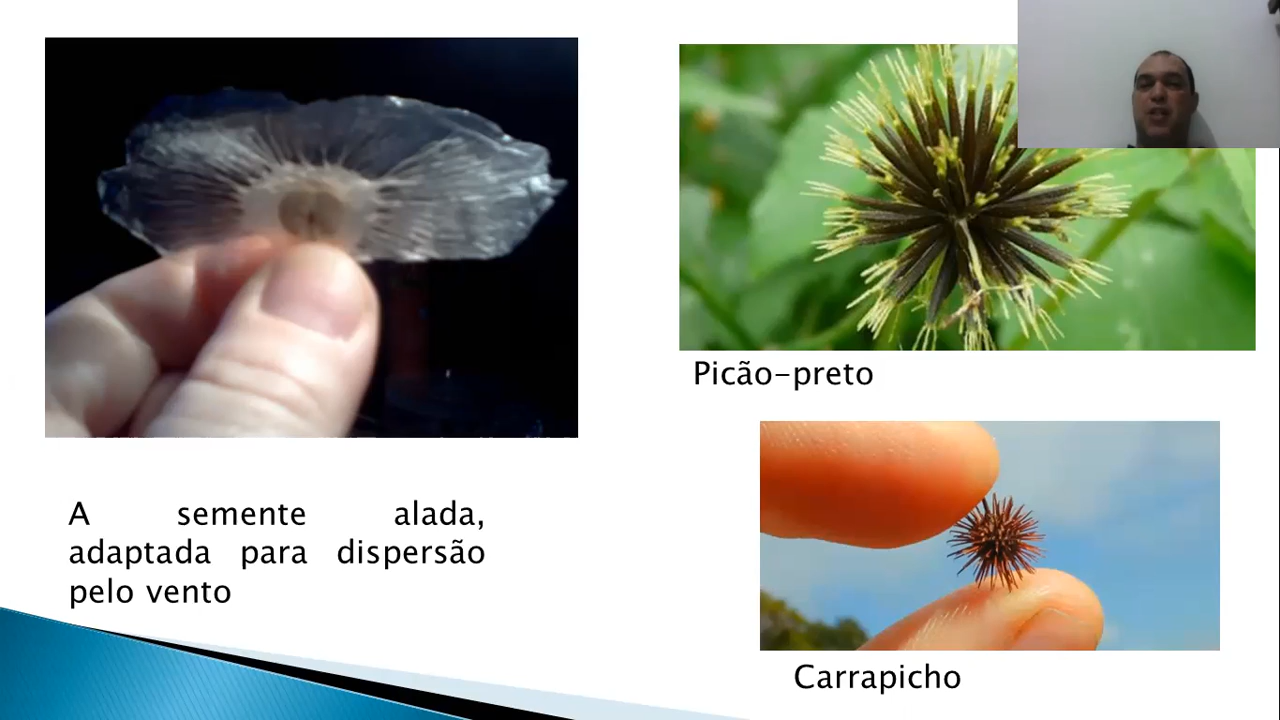 Picão-preto
A semente alada,
adaptada para dispersão
pelo vento
Carrapicho